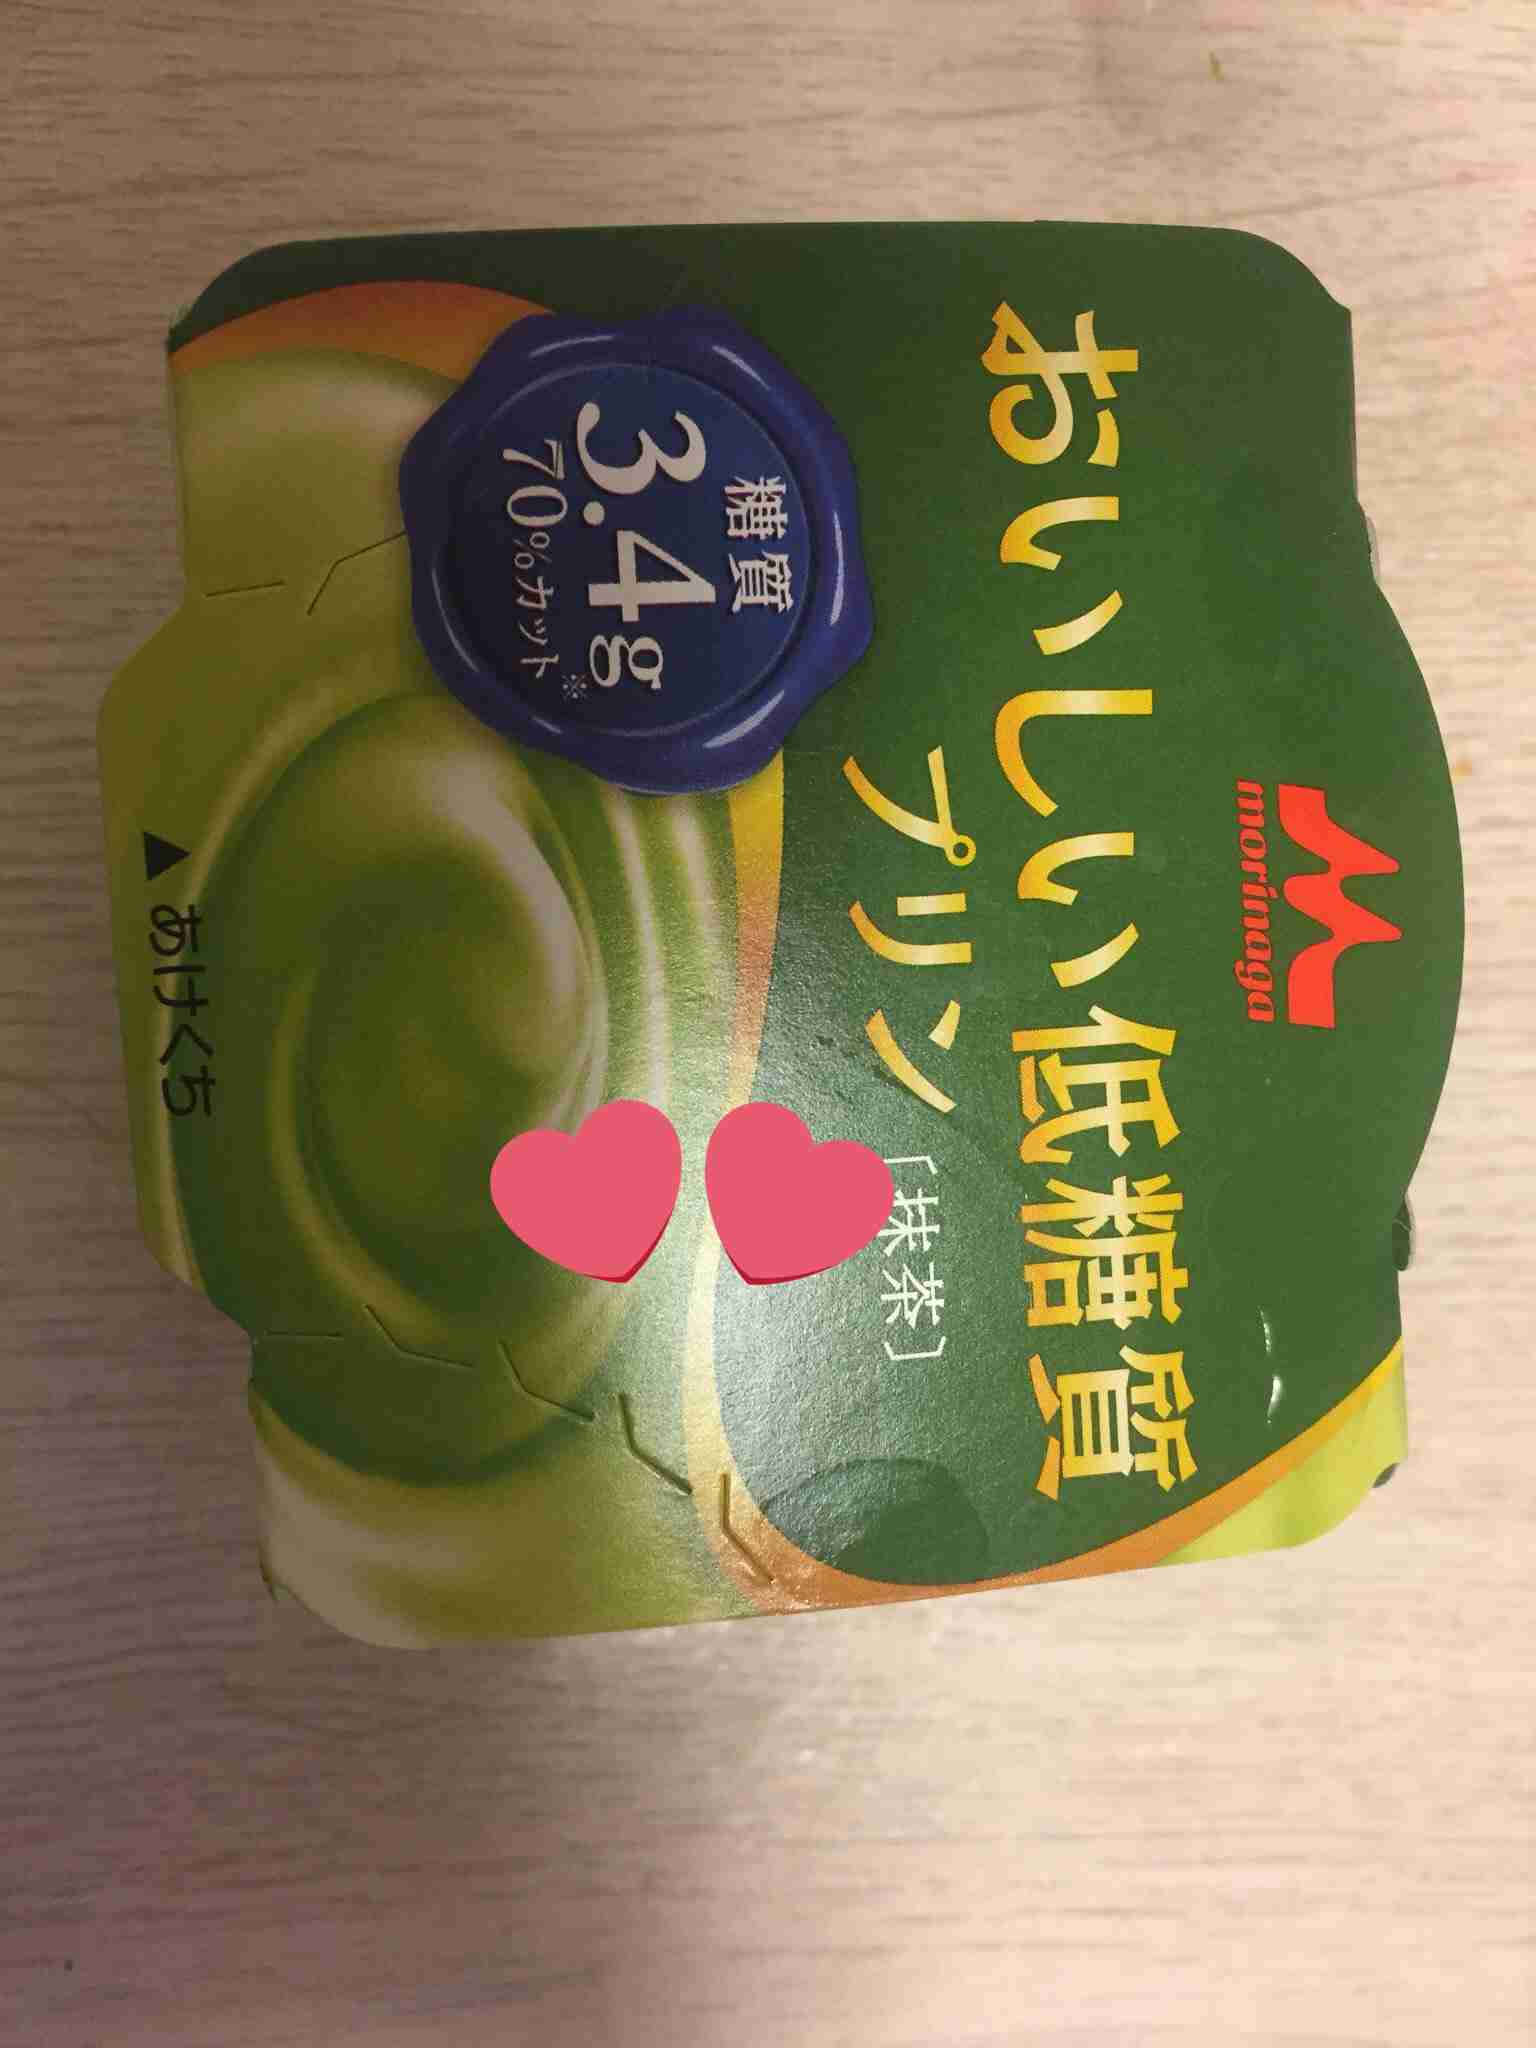 morinaga
おいしい低糖質
プリン
［抹茶］
糖質
3.4g
70%カット※
▲あけくち